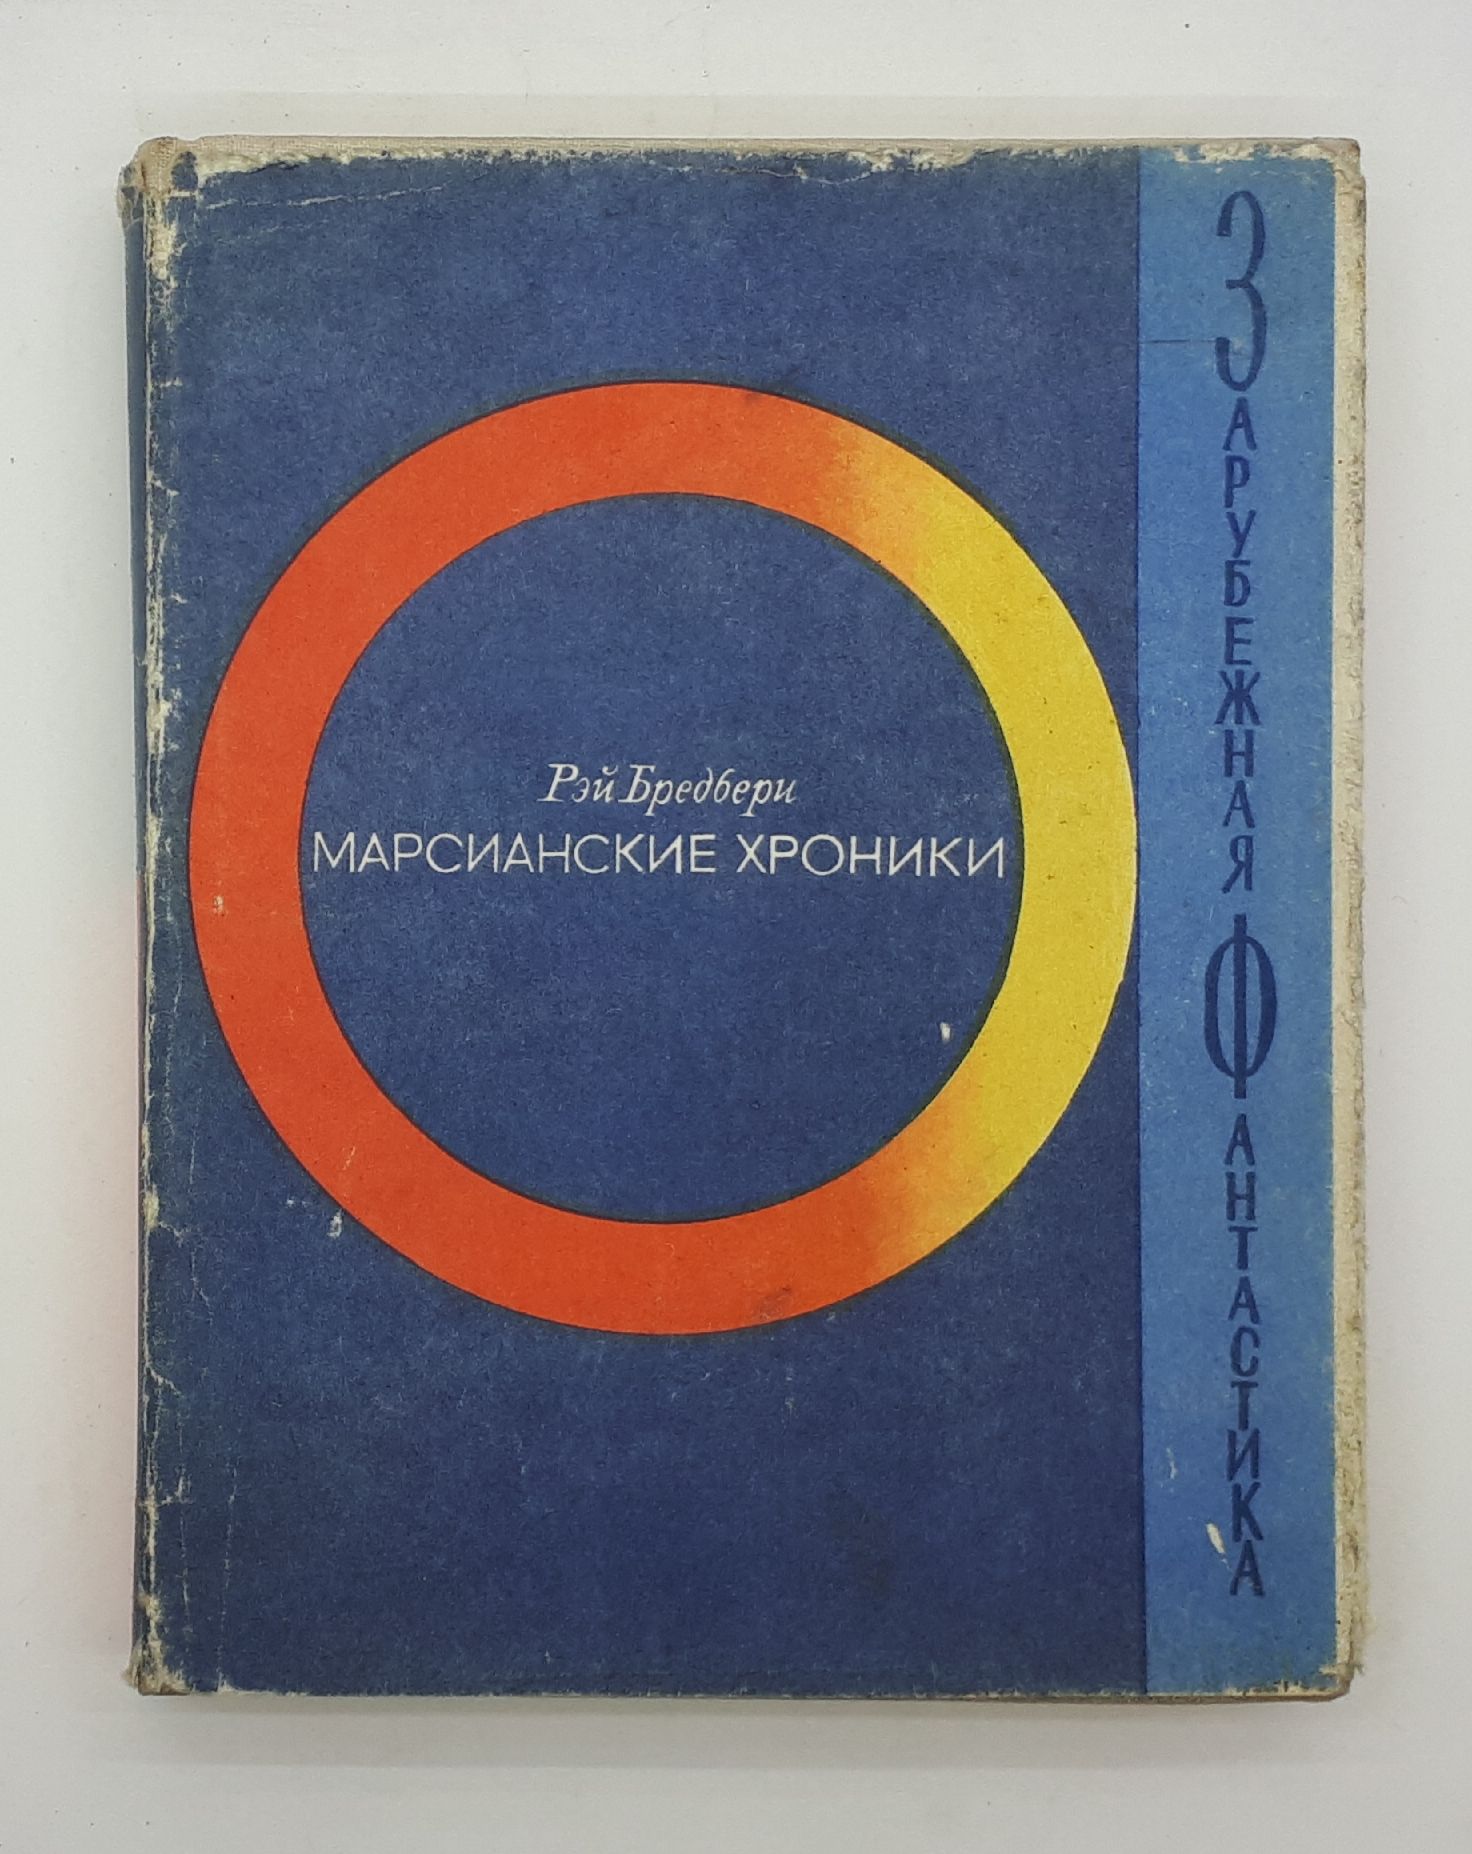 Рэй Бредбери
МАРСИАНСКИЕ ХРОНИКИ
ЗАРУБЕЖНАЯ ФАНТАСТИКА